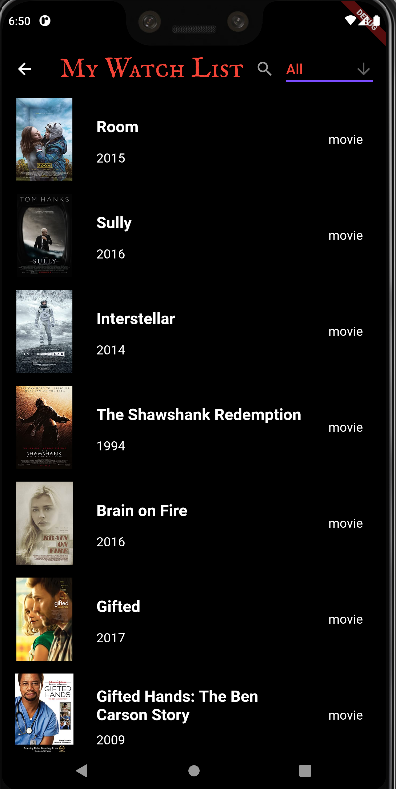 6:50
DEBUG
My Watch List
All
Room
2015
movie
TOM HANKS
SULLY
Sully
2016
movie
Interstellar
2014
movie
SHAWSHANK
The Shawshank Redemption
1994
movie
BRAIN
ON
FIRE
Brain on Fire
2016
movie
gifted
Gifted
2017
movie
GIFTED
HANDS
Gifted Hands: The Ben
Carson Story
2009
movie